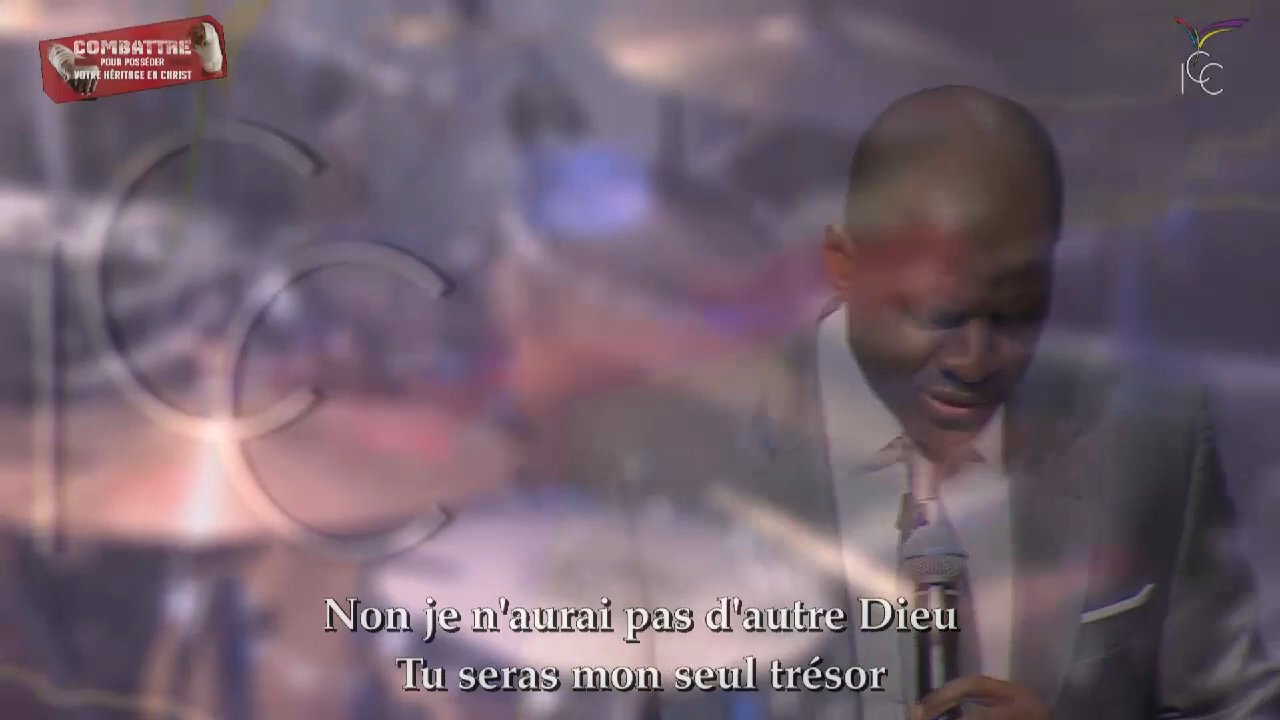 COMBATTRE
POUR POSSÉDER
VOTRE HÉRITAGE EN CHRIST
ICC
ICC
Non je n'aurai pas d'autre Dieu
Tu seras mon seul trésor